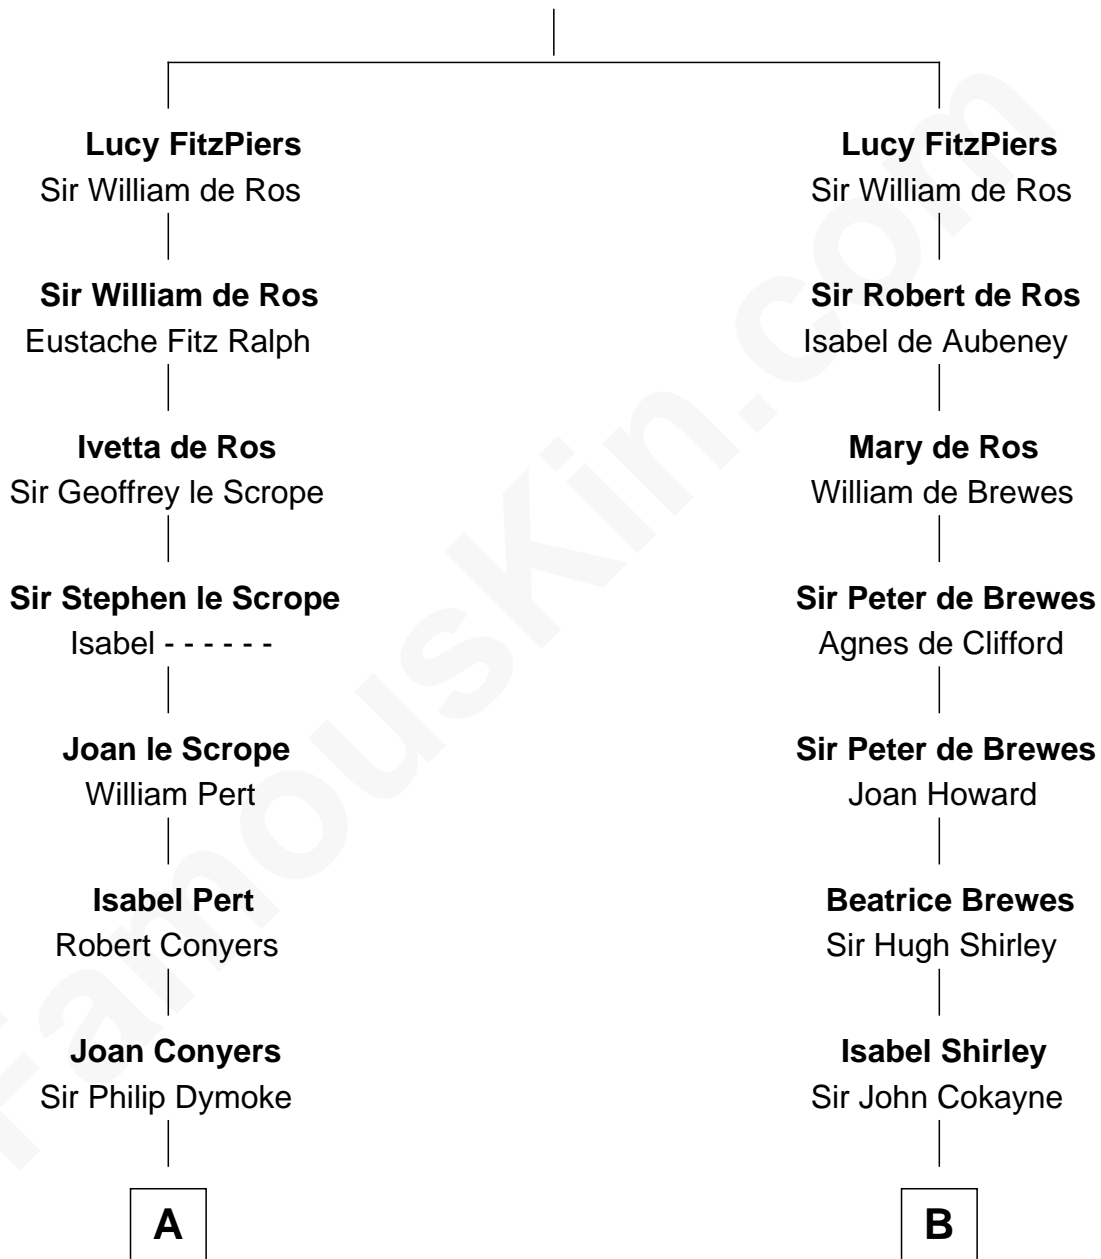 Lucy FitzPiers
Sir William de Ros
Sir William de Ros
Eustache Fitz Ralph
Ivetta de Ros
Sir Geoffrey le Scrope
Sir Stephen le Scrope
Isabel - - - - - -
Joan le Scrope
William Pert
Isabel Pert
Robert Conyers
Joan Conyers
Sir Philip Dymoke
A
Lucy FitzPiers
Sir William de Ros
Sir Robert de Ros
Isabel de Aubeney
Mary de Ros
William de Brewes
Sir Peter de Brewes
Agnes de Clifford
Sir Peter de Brewes
Joan Howard
Beatrice Brewes
Sir Hugh Shirley
Isabel Shirley
Sir John Cokayne
B
FamousKin.com